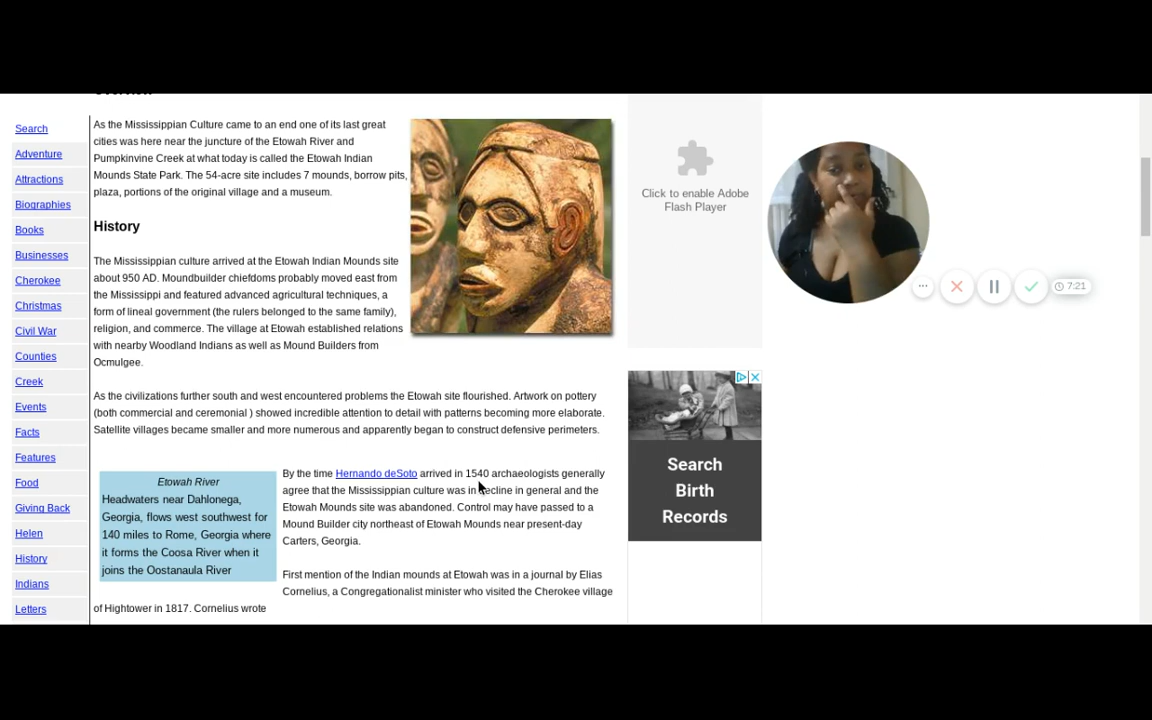 Search
Adventure
Attractions
Biographies
Books
Businesses
Cherokee
Christmas
Civil War
Counties
Creek
Events
Facts
Features
Food
Giving Back
Helen
History
Indians
Letters
As the Mississippian Culture came to an end one of its last great
cities was here near the juncture of the Etowah River and
Pumpkinvine Creek at what today is called the Etowah Indian
Mounds State Park. The 54-acre site includes 7 mounds, borrow pits,
plaza, portions of the original village and a museum.
History
The Mississippian culture arrived at the Etowah Indian Mounds site
about 950 AD. Moundbuilder chiefdoms probably moved east from
the Mississippi and featured advanced agricultural techniques, a
form of lineal government (the rulers belonged to the same family),
religion, and commerce. The village at Etowah established relations
with nearby Woodland Indians as well as Mound Builders from
Ocmulgee.
As the civilizations further south and west encountered problems the Etowah site flourished. Artwork on pottery
(both commercial and ceremonial ) showed incredible attention to detail with patterns becoming more elaborate.
Satellite villages became smaller and more numerous and apparently began to construct defensive perimeters.
Etowah River
Headwaters near Dahlonega,
Georgia, flows west southwest for
140 miles to Rome, Georgia where
it forms the Coosa River when it
joins the Oostanaula River
By the time Hernando deSoto arrived in 1540 archaeologists generally
agree that the Mississippian culture was in decline in general and the
Etowah Mounds site was abandoned. Control may have passed to a
Mound Builder city northeast of Etowah Mounds near present-day
Carters, Georgia.
First mention of the Indian mounds at Etowah was in a journal by Elias
Cornelius, a Congregationalist minister who visited the Cherokee village
of Hightower in 1817. Cornelius wrote
Click to enable Adobe
Flash Player
Search
Birth
Records
7:21